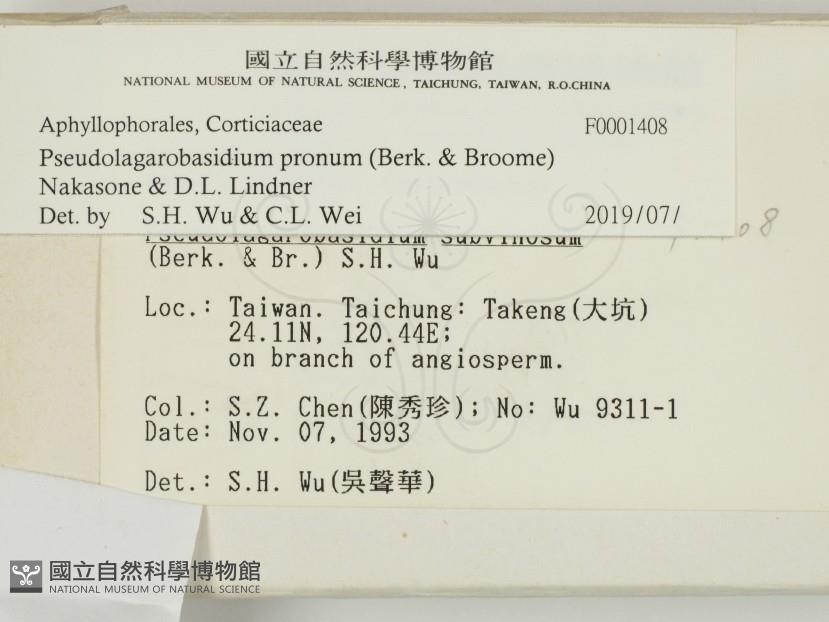 國立自然科學博物館
NATIONAL MUSEUM OF NATURAL SCIENCE, TAICHUNG, TAIWAN, R.O.CHINA
Aphyllophorales, Corticiaceae F0001408
Pseudolagarobasidium pronum (Berk. & Broome)
Nakasone & D.L. Lindner
Det. by S.H. Wu & C.L. Wei 2019/07/
Pseudolagarobasidium subvinosum
(Berk. & Br.) S.H. Wu
Loc.: Taiwan. Taichung: Takeng(大坑)
24.11N, 120.44E;
on branch of angiosperm.
Col.: S.Z. Chen(陳秀珍); No: Wu 9311-1
Date: Nov. 07, 1993
Det.: S.H. Wu(吳聲華)
國立自然科學博物館
NATIONAL MUSEUM OF NATURAL SCIENCE